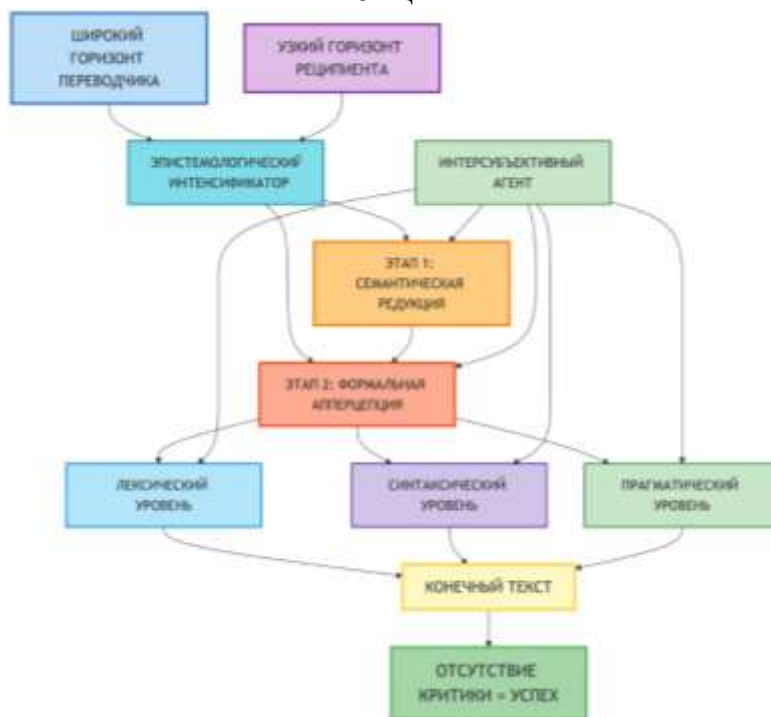 ШИРОКИЙ
ГОРИЗОНТ
ПЕРЕВОДЧИКА
УЗКИЙ ГОРИЗОНТ
РЕЦИПИЕНТА
ЭПИСТЕМОЛОГИЧЕСКИЙ
ИНТЕНСИФИКАТОР
ИНТЕРСУБЪЕКТИВНЫЙ
АГЕНТ
ЭТАП 1:
СЕМАНТИЧЕСКАЯ
РЕДУКЦИЯ
ЭТАП 2: ФОРМАЛЬНАЯ
АППЕРЦЕПЦИЯ
ЛЕКСИЧЕСКИЙ
УРОВЕНЬ
СИНТАКСИЧЕСКИЙ
УРОВЕНЬ
ПРАГМАТИЧЕСКИЙ
УРОВЕНЬ
КОНЕЧНЫЙ ТЕКСТ
ОТСУТСТВИЕ
КРИТИКИ = УСПЕХ